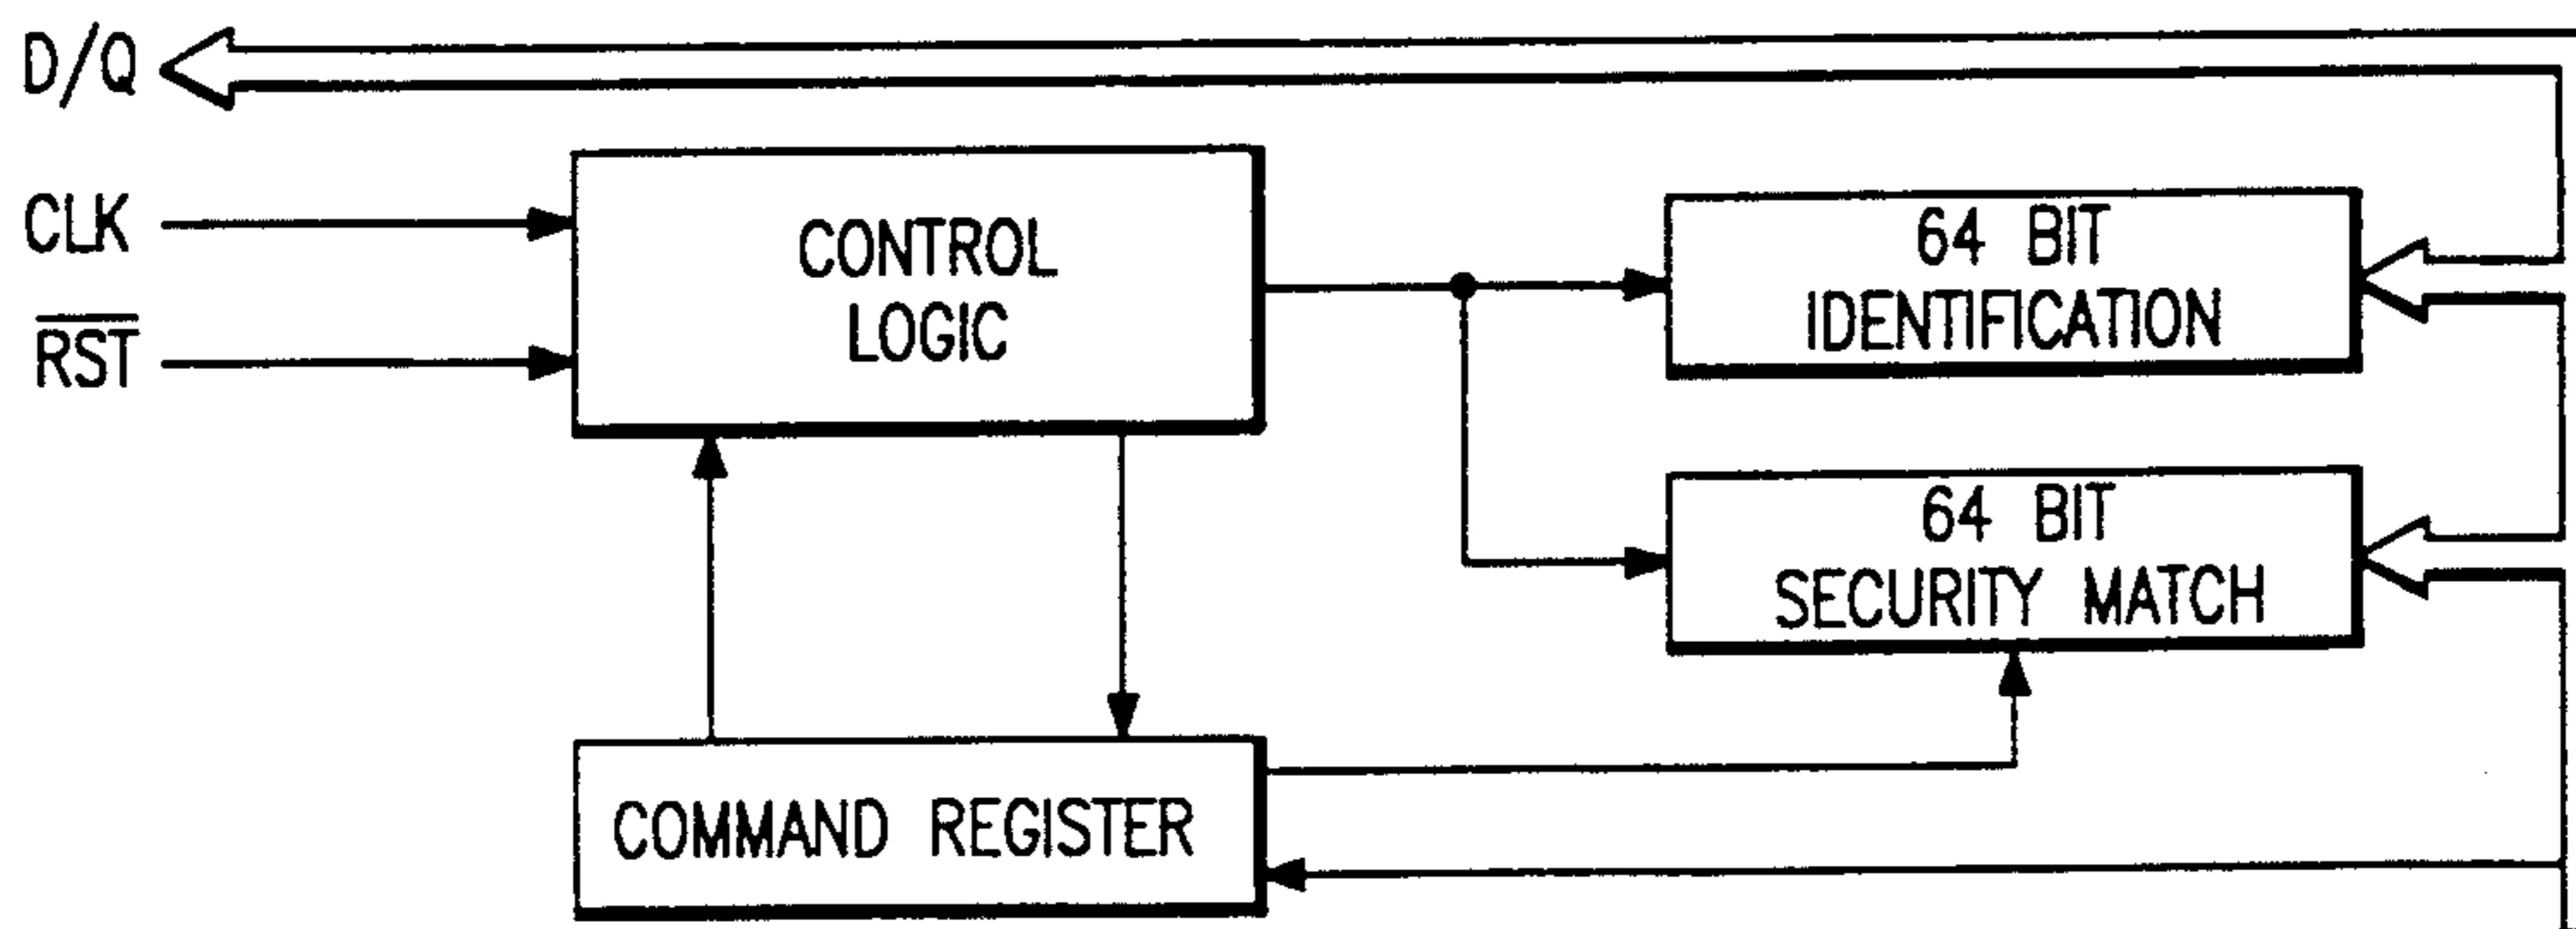 D/Q
CLK
RST
CONTROL
LOGIC
64 BIT
IDENTIFICATION
64 BIT
SECURITY MATCH
COMMAND REGISTER